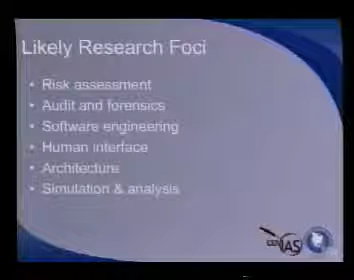 Likely Research Foci
• Risk assessment
• Audit and forensics
• Software engineering
• Human interface
• Architecture
• Simulation & analysis